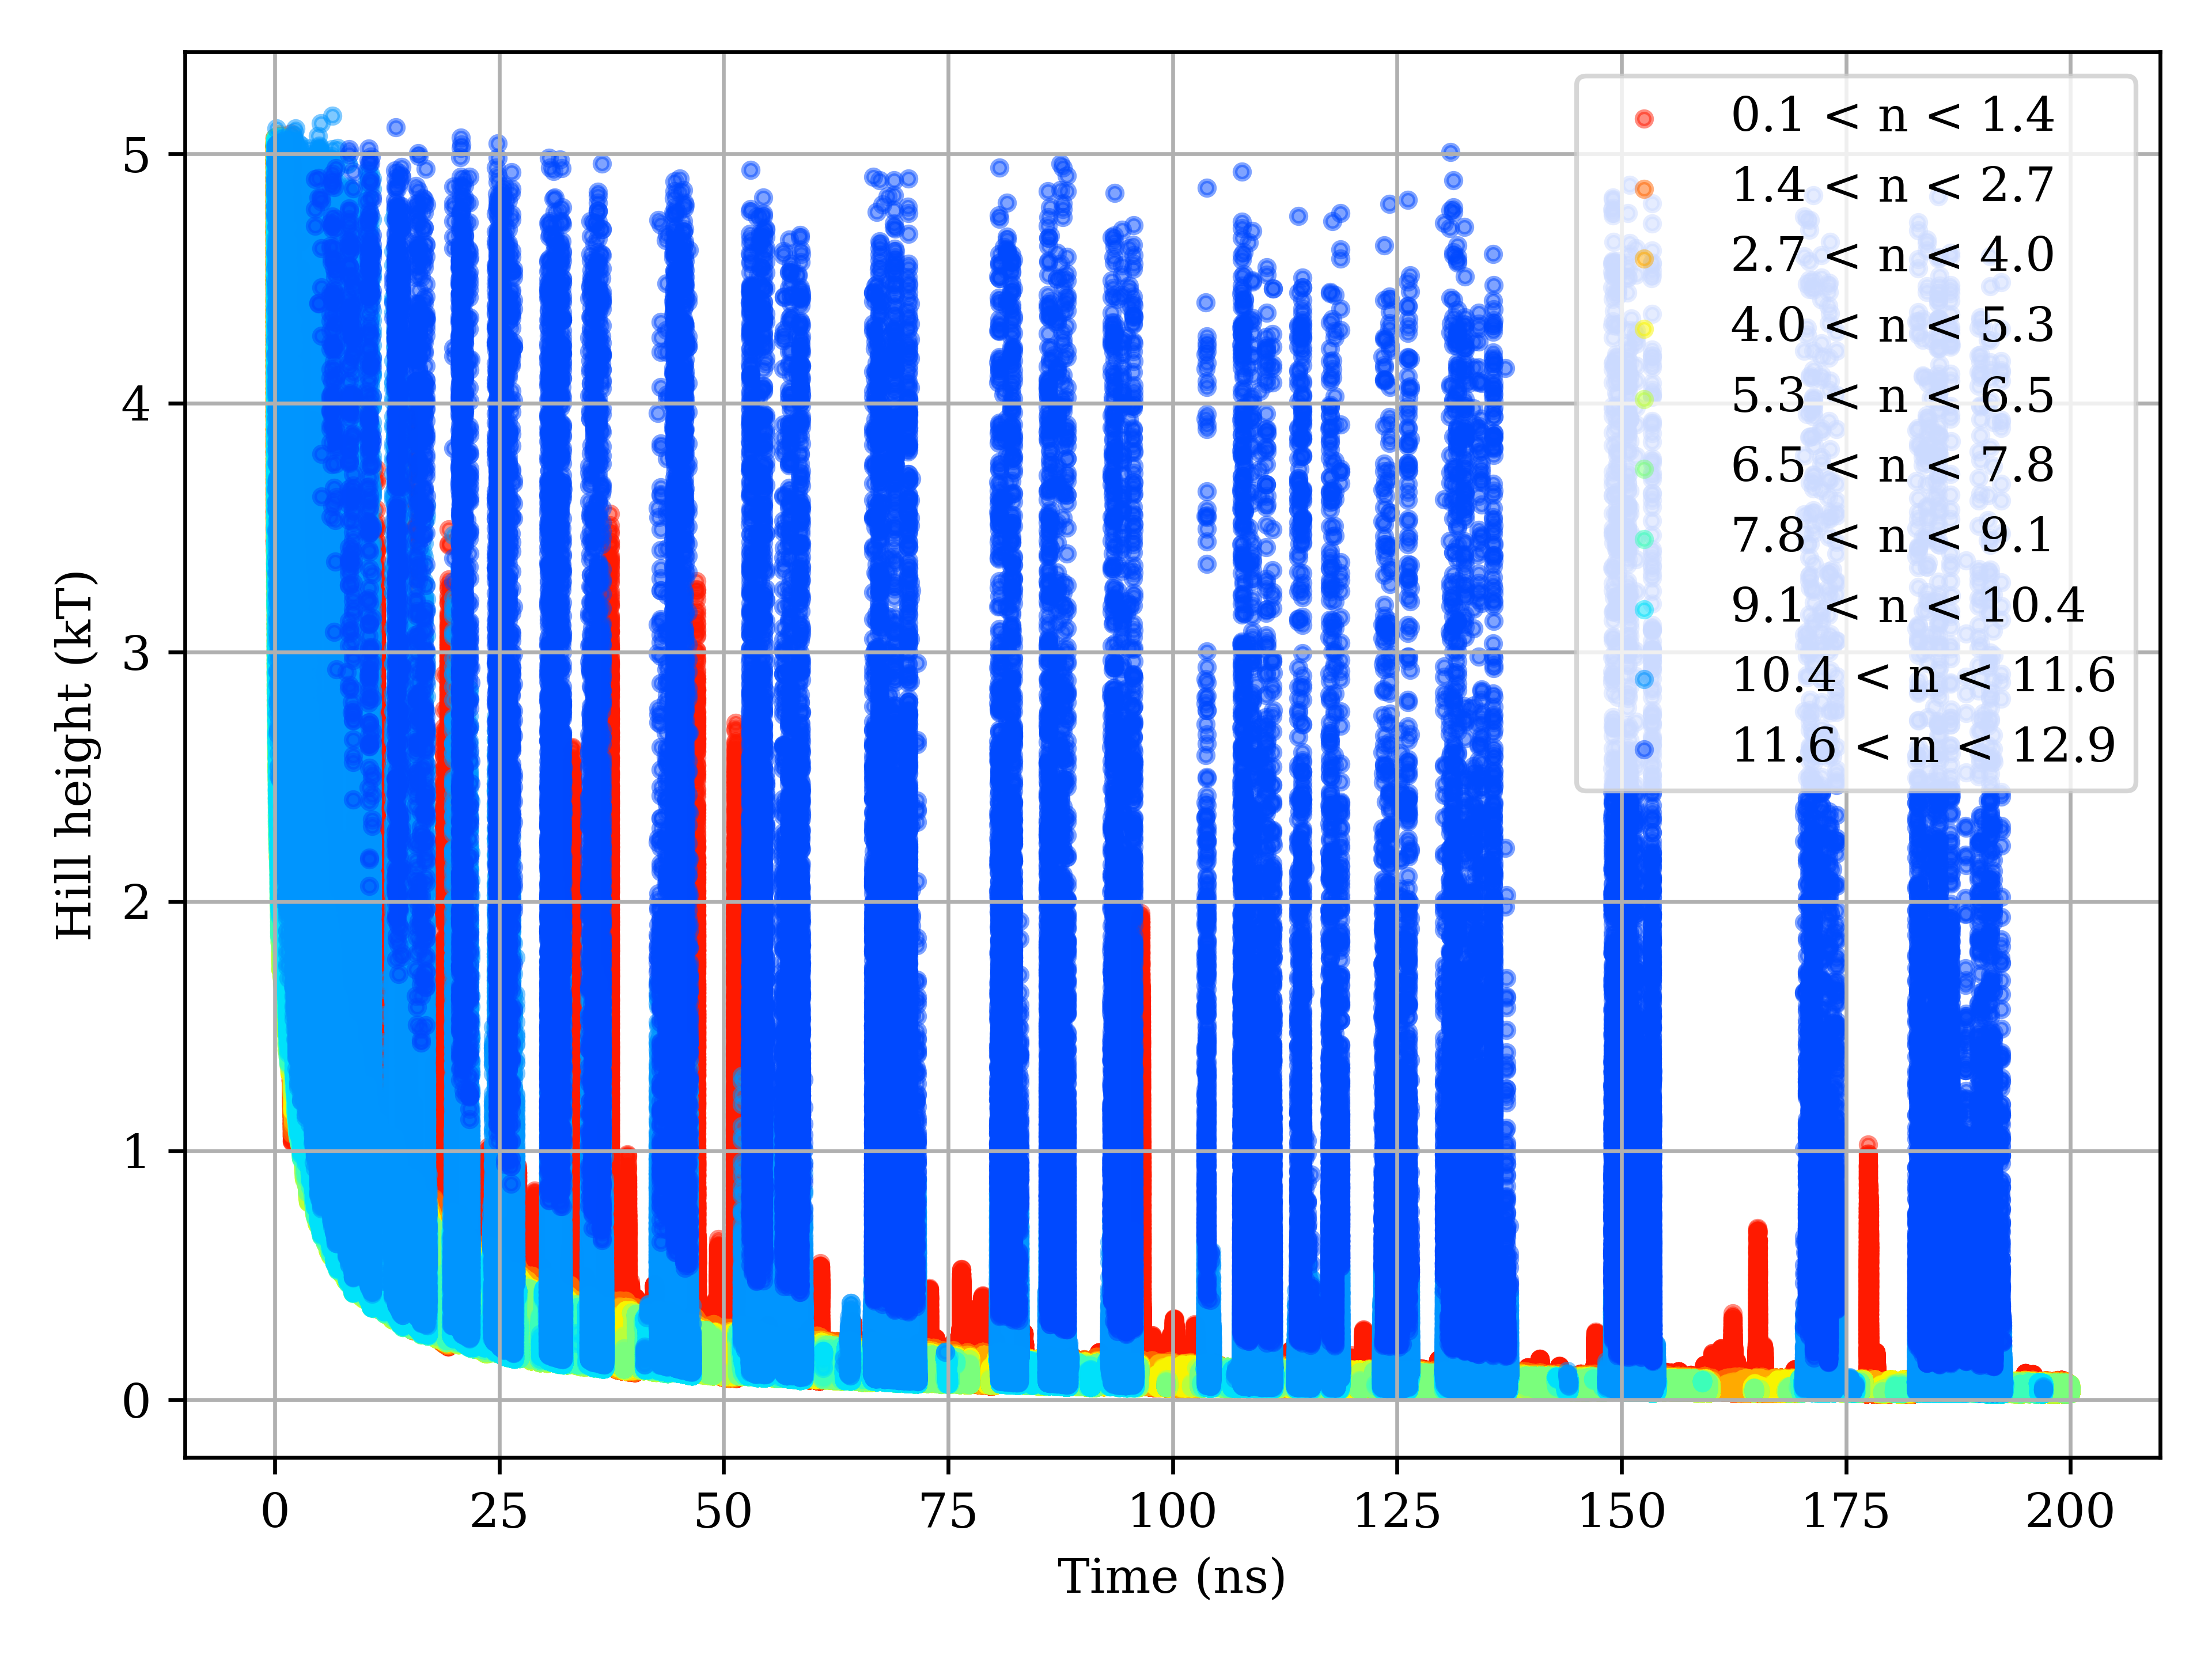 Hill height (kT)
5
4
3
2
1
0
0.1 < n < 1.4
1.4 < n < 2.7
2.7 < n < 4.0
4.0 < n < 5.3
5.3 < n < 6.5
6.5 < n < 7.8
7.8 < n < 9.1
9.1 < n < 10.4
10.4 < n < 11.6
11.6 < n < 12.9
0 25 50 75 100 125 150 175 200
Time (ns)